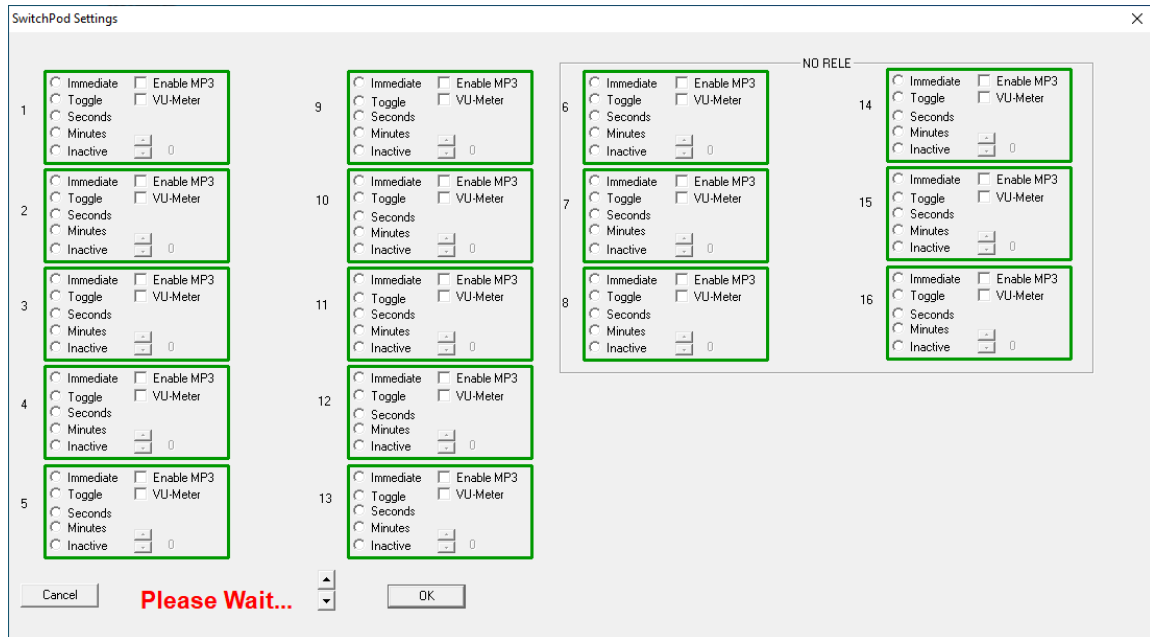 SwitchPod Settings
1
Immediate Enable MP3
Toggle VU-Meter
Seconds
Minutes
Inactive 0
2
Immediate Enable MP3
Toggle VU-Meter
Seconds
Minutes
Inactive 0
3
Immediate Enable MP3
Toggle VU-Meter
Seconds
Minutes
Inactive 0
4
Immediate Enable MP3
Toggle VU-Meter
Seconds
Minutes
Inactive 0
5
Immediate Enable MP3
Toggle VU-Meter
Seconds
Minutes
Inactive 0
9
Immediate Enable MP3
Toggle VU-Meter
Seconds
Minutes
Inactive 0
10
Immediate Enable MP3
Toggle VU-Meter
Seconds
Minutes
Inactive 0
11
Immediate Enable MP3
Toggle VU-Meter
Seconds
Minutes
Inactive 0
12
Immediate Enable MP3
Toggle VU-Meter
Seconds
Minutes
Inactive 0
13
Immediate Enable MP3
Toggle VU-Meter
Seconds
Minutes
Inactive 0
NO RELE
6
Immediate Enable MP3
Toggle VU-Meter
Seconds
Minutes
Inactive 0
7
Immediate Enable MP3
Toggle VU-Meter
Seconds
Minutes
Inactive 0
8
Immediate Enable MP3
Toggle VU-Meter
Seconds
Minutes
Inactive 0
14
Immediate Enable MP3
Toggle VU-Meter
Seconds
Minutes
Inactive 0
15
Immediate Enable MP3
Toggle VU-Meter
Seconds
Minutes
Inactive 0
16
Immediate Enable MP3
Toggle VU-Meter
Seconds
Minutes
Inactive 0
Cancel
Please Wait...
OK